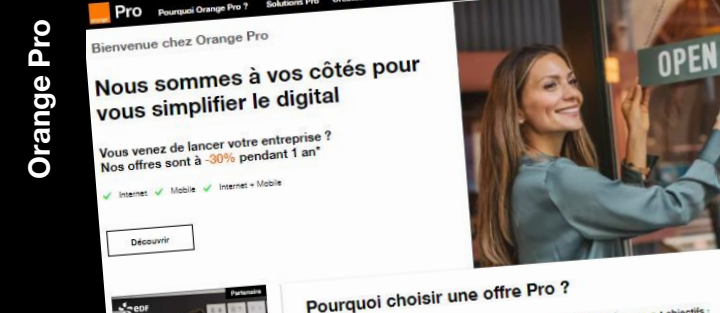 Orange Pro
orange
Pro
Pourquoi Orange Pro ?
Solutions Pro
Bienvenue chez Orange Pro
Nous sommes à vos côtés pour
vous simplifier le digital
Vous venez de lancer votre entreprise ?
Nos offres sont à -30% pendant 1 an*
Internet
Mobile
Internet + Mobile
Découvrir
OPEN
Partenaire
edf
Pourquoi choisir une offre Pro ?
objectifs